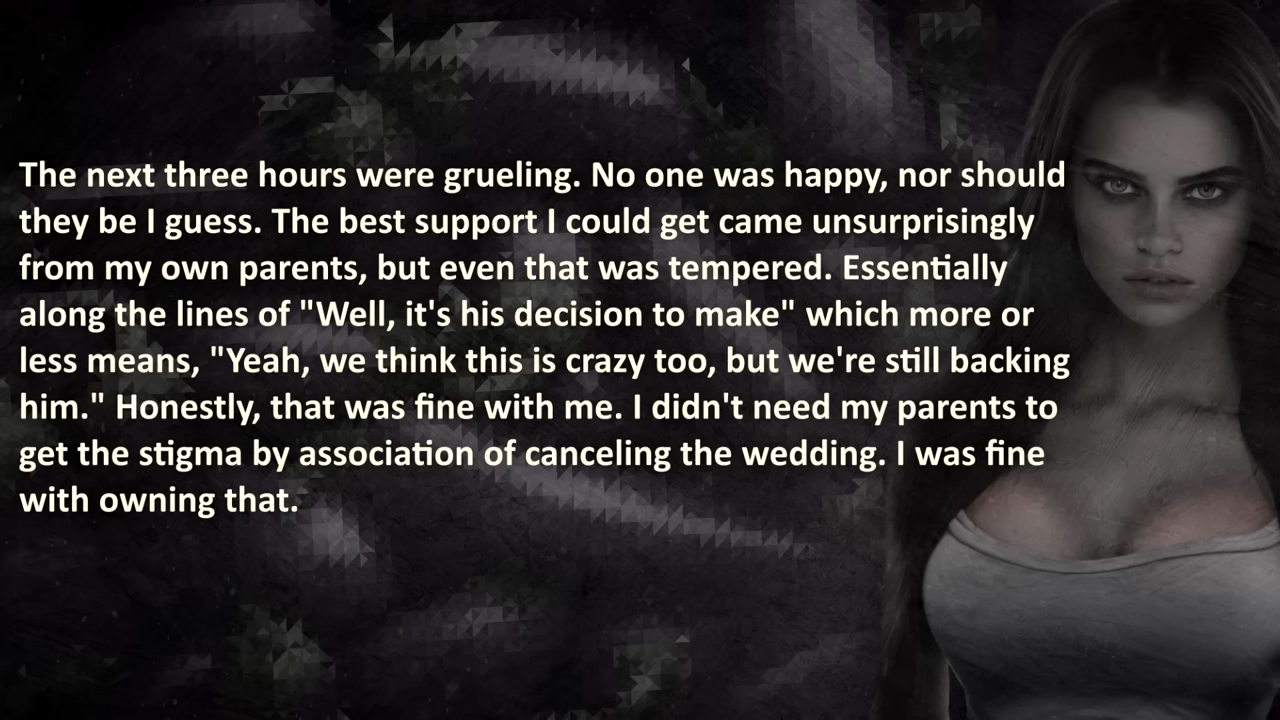 The next three hours were grueling. No one was happy, nor should
they be I guess. The best support I could get came unsurprisingly
from my own parents, but even that was tempered. Essentially
along the lines of "Well, it's his decision to make" which more or
less means, "Yeah, we think this is crazy too, but we're still backing
him." Honestly, that was fine with me. I didn't need my parents to
get the stigma by association of canceling the wedding. I was fine
with owning that.